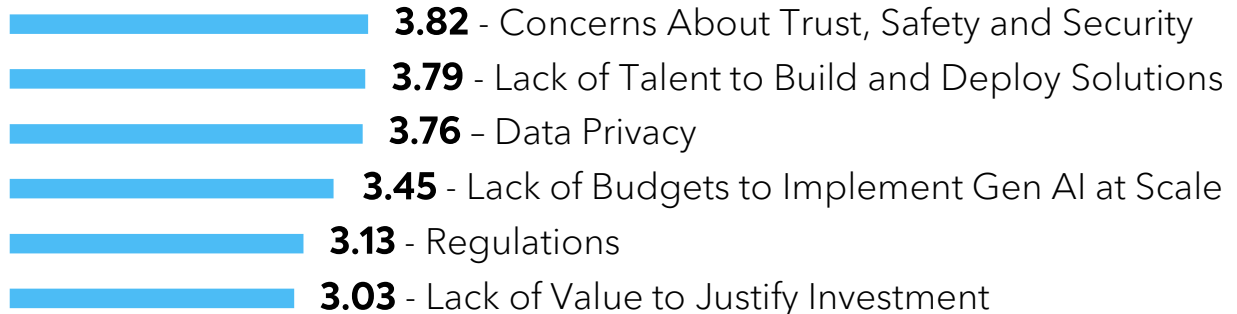 3.82 - Concerns About Trust, Safety and Security
3.79 - Lack of Talent to Build and Deploy Solutions
3.76 – Data Privacy
3.45 - Lack of Budgets to Implement Gen AI at Scale
3.13 - Regulations
3.03 - Lack of Value to Justify Investment